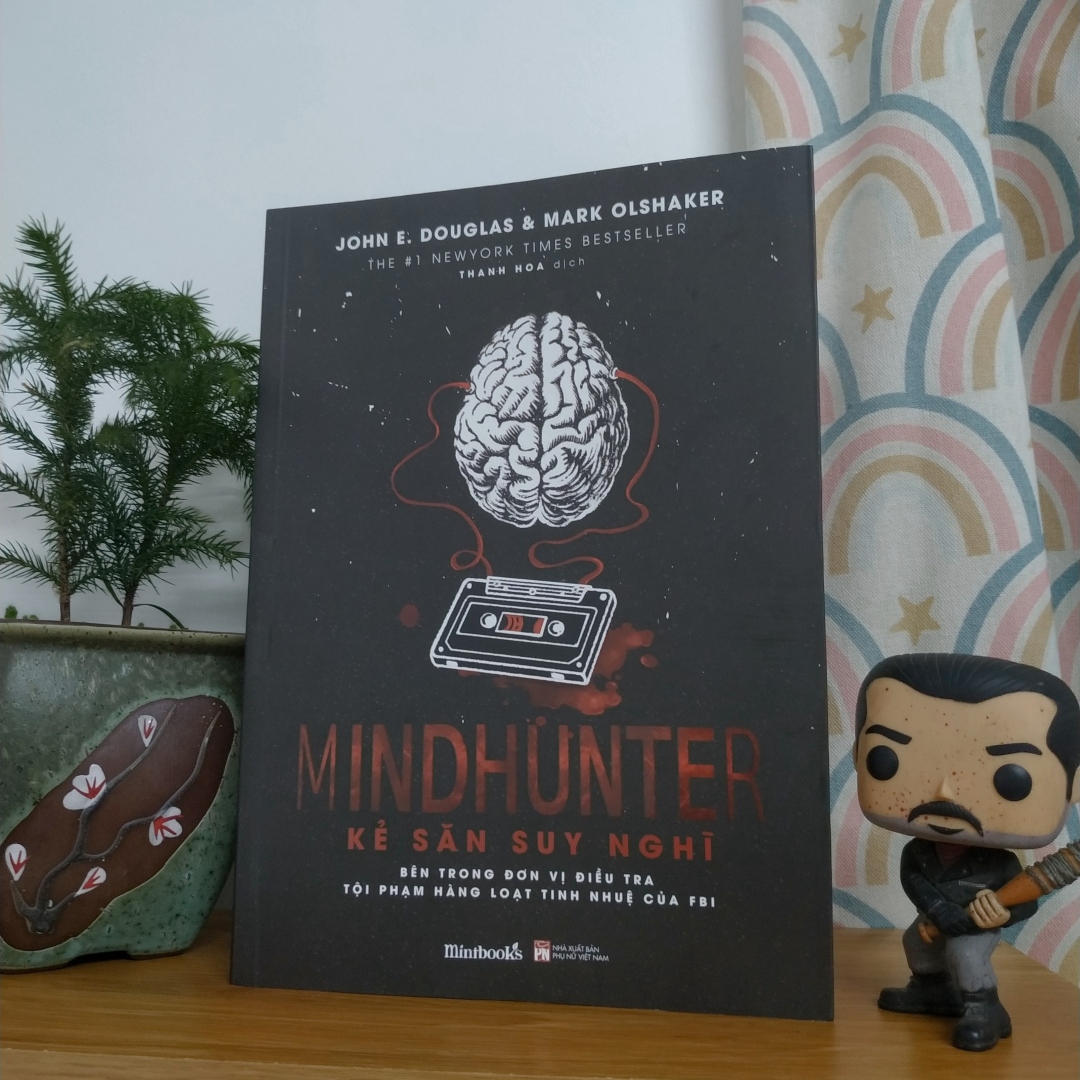 JOHN E. DOUGLAS & MARK OLSHAKER
THE #1 NEWYORK TIMES BESTSELLER
THANH HOA dịch
MINDHUNTER
KẺ SĂN SUY NGHĨ
BÊN TRONG ĐƠN VỊ ĐIỀU TRA
TỘI PHẠM HÀNG LOẠT TINH NHUỆ CỦA FBI
mintbooks
PN
NHÀ XUẤT BẢN
PHỤ NỮ VIỆT NAM